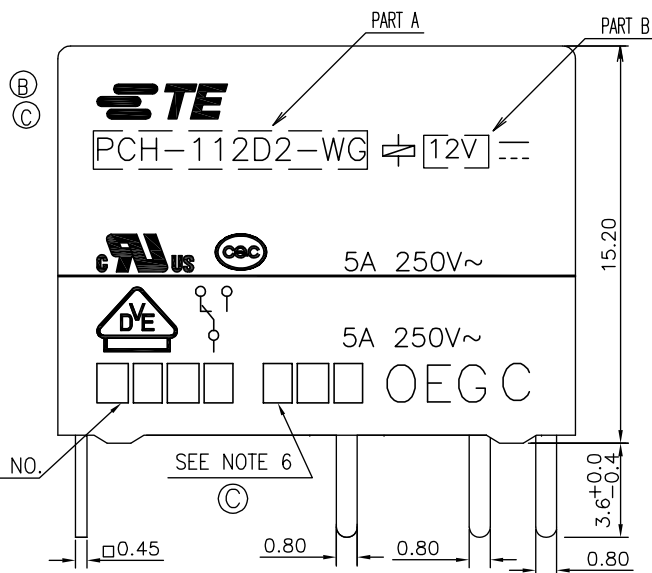 PART A
PART B
B
C
TE
PCH-112D2-WG 12V
15.20
C RU US
CQC
5A 250V~
DVE
5A 250V~
OEG C
NO.
SEE NOTE 6
C
3.6+0.0
-0.4
□0.45
0.80
0.80
0.80